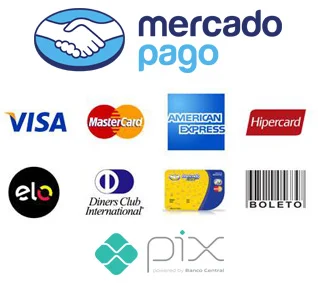 mercado
pago
VISA
MasterCard
AMERICAN EXPRESS
Hipercard
elo
Diners Club
International
BOLETO
pix
powered by Banco Central